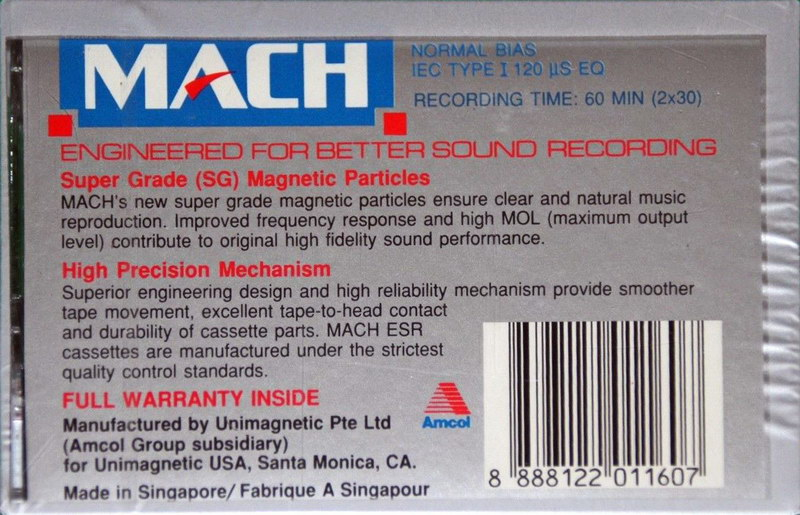 MACH
NORMAL BIAS
IEC TYPE I 120 µS EQ
RECORDING TIME: 60 MIN (2x30)
ENGINEERED FOR BETTER SOUND RECORDING
Super Grade (SG) Magnetic Particles
MACH's new super grade magnetic particles ensure clear and natural music
reproduction. Improved frequency response and high MOL (maximum output
level) contribute to original high fidelity sound performance.
High Precision Mechanism
Superior engineering design and high reliability mechanism provide smoother
tape movement, excellent tape-to-head contact
and durability of cassette parts. MACH ESR
cassettes are manufactured under the strictest
quality control standards.
FULL WARRANTY INSIDE
Manufactured by Unimagnetic Pte Ltd
(Amcol Group subsidiary)
for Unimagnetic USA, Santa Monica, CA.
Made in Singapore/ Fabrique A Singapour
Amcol
8 888122 011607